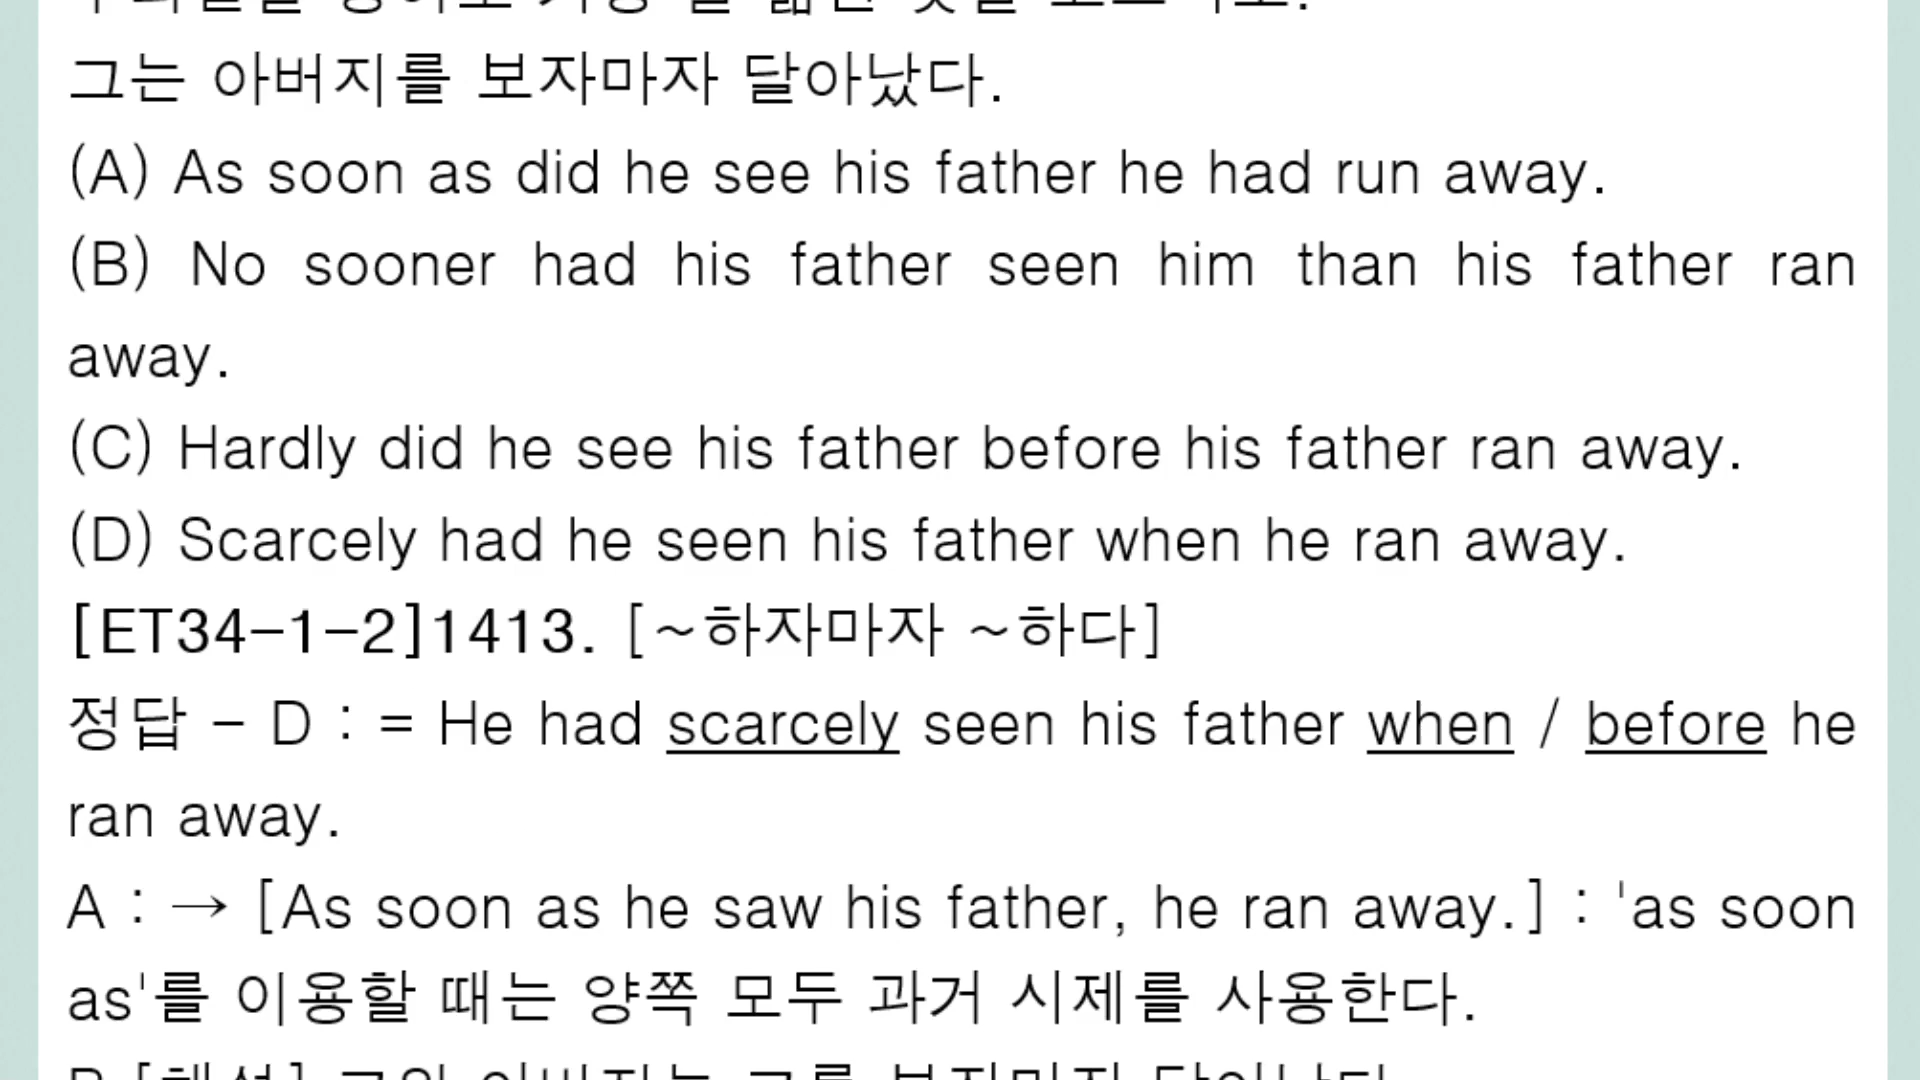 그는 아버지를 보자마자 달아났다.
(A) As soon as did he see his father he had run away.
(B) No sooner had his father seen him than his father ran
away.
(C) Hardly did he see his father before his father ran away.
(D) Scarcely had he seen his father when he ran away.
[ET34-1-2]1413. [~하자마자 ~하다]
정답 - D : = He had scarcely seen his father when / before he
ran away.
A : → [As soon as he saw his father, he ran away.] : 'as soon
as'를 이용할 때는 양쪽 모두 과거 시제를 사용한다.